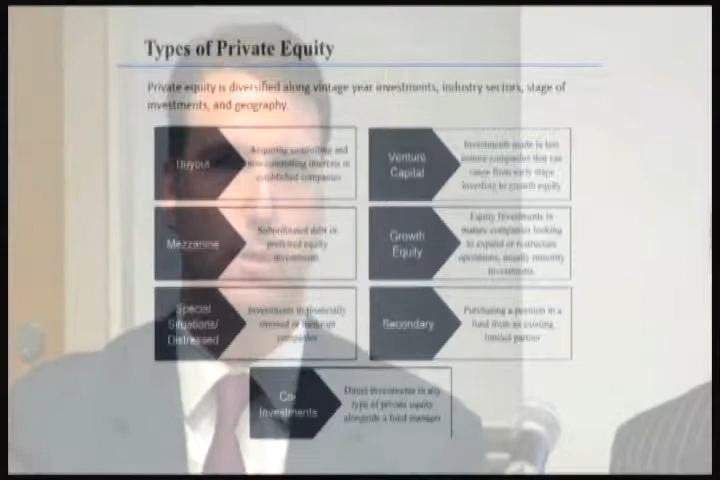 Types of Private Equity
Private equity is diversified along vintage year investments, industry sectors, stage of
investments, and geography.
Buyout
Acquiring controlling and
non-controlling interests in
established companies
Venture
Capital
Investments made in less
mature companies that can
range from early stage
investing to growth equity
Mezzanine
Subordinated debt or
preferred equity
investments
Growth
Equity
Equity Investments in
mature companies looking
to expand or restructure
operations, usually minority
investments
Special
Situations/
Distressed
Investments in financially
stressed or bankrupt
companies
Secondary
Purchasing a position in a
fund from an existing
limited partner
Co-
Investments
Direct investments in any
type of private equity
alongside a fund manager